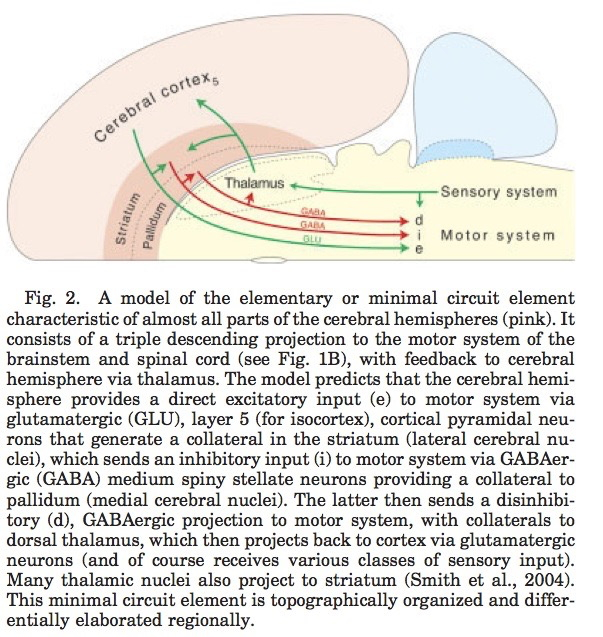 Cerebral cortex5
Striatum
Pallidum
Thalamus
Sensory system
GABA
d
GABA
i
Motor system
GLU
e
Fig. 2. A model of the elementary or minimal circuit element
characteristic of almost all parts of the cerebral hemispheres (pink). It
consists of a triple descending projection to the motor system of the
brainstem and spinal cord (see Fig. 1B), with feedback to cerebral
hemisphere via thalamus. The model predicts that the cerebral hemi-
sphere provides a direct excitatory input (e) to motor system via
glutamatergic (GLU), layer 5 (for isocortex), cortical pyramidal neu-
rons that generate a collateral in the striatum (lateral cerebral nu-
clei), which sends an inhibitory input (i) to motor system via GABAer-
gic (GABA) medium spiny stellate neurons providing a collateral to
pallidum (medial cerebral nuclei). The latter then sends a disinhibi-
tory (d), GABAergic projection to motor system, with collaterals to
dorsal thalamus, which then projects back to cortex via glutamatergic
neurons (and of course receives various classes of sensory input).
Many thalamic nuclei also project to striatum (Smith et al., 2004).
This minimal circuit element is topographically organized and differ-
entially elaborated regionally.